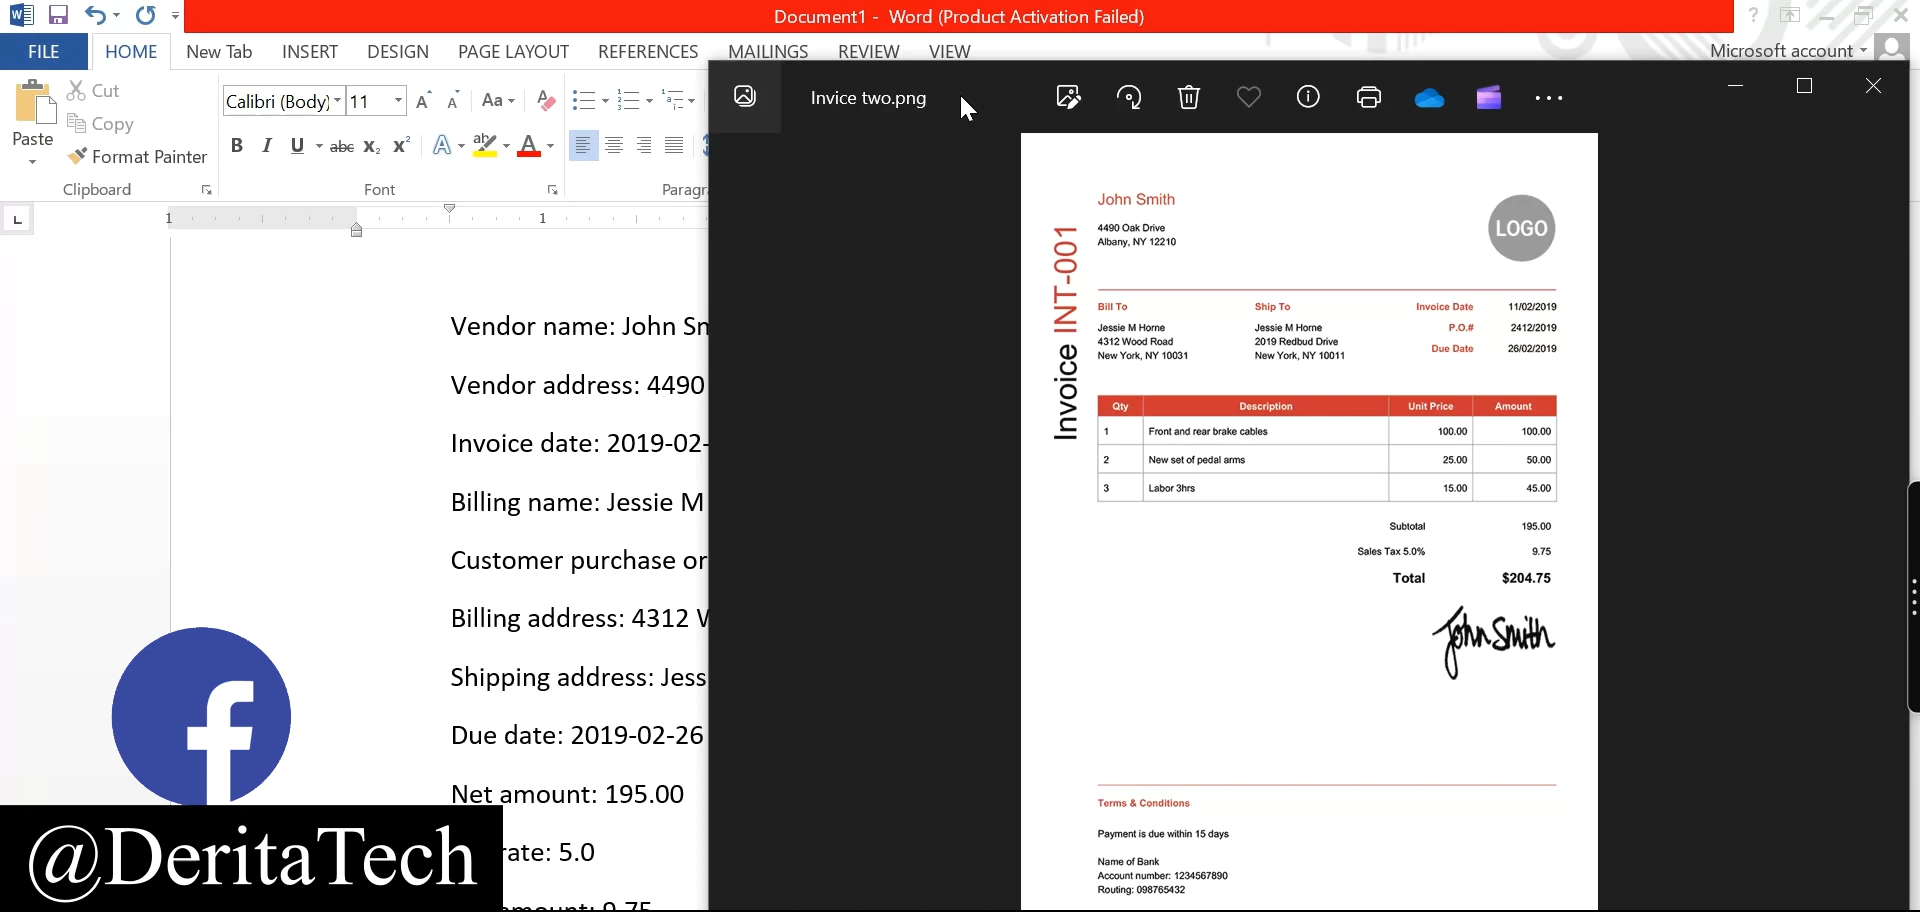 Document1 - Word (Product Activation Failed)
FILE HOME New Tab INSERT DESIGN PAGE LAYOUT REFERENCES MAILINGS REVIEW VIEW
Microsoft account
Paste
Cut
Copy
Format Painter
Clipboard
Calibri (Body) 11
Font
Paragr
1 1
Vendor name: John Sm
Vendor address: 4490
Invoice date: 2019-02-
Billing name: Jessie M
Customer purchase or
Billing address: 4312 W
Shipping address: Jess
Due date: 2019-02-26
Net amount: 195.00
rate: 5.0
amount: 9.75
@DeritaTech
Invice two.png
Invoice INT-001
John Smith
4490 Oak Drive
Albany, NY 12210
LOGO
Bill To
Jessie M Horne
4312 Wood Road
New York, NY 10031
Ship To
Jessie M Horne
2019 Redbud Drive
New York, NY 10011
Invoice Date 11/02/2019
P.O.# 2412/2019
Due Date 26/02/2019
Qty Description Unit Price Amount
1 Front and rear brake cables 100.00 100.00
2 New set of pedal arms 25.00 50.00
3 Labor 3hrs 15.00 45.00
Subtotal 195.00
Sales Tax 5.0% 9.75
Total $204.75
John Smith
Terms & Conditions
Payment is due within 15 days
Name of Bank
Account number: 1234567890
Routing: 098765432